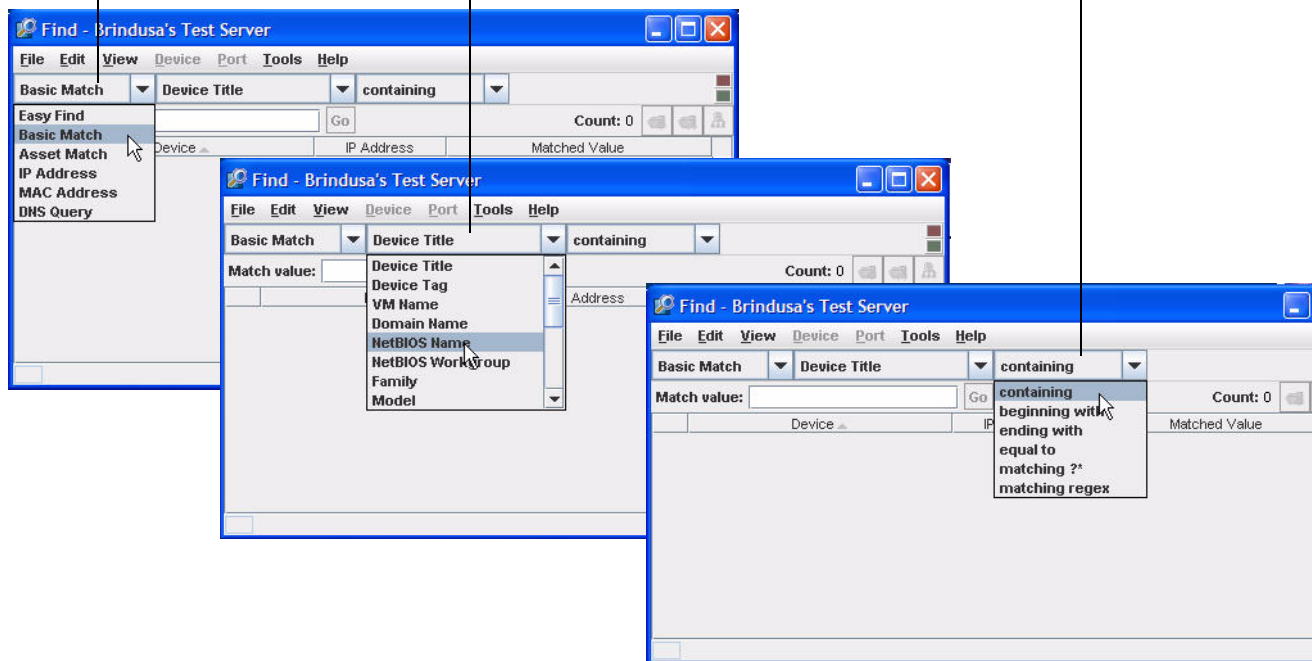 Find - Brindusa's Test Server
File Edit View Device Port Tools Help
Basic Match Device Title containing
Easy Find
Basic Match
Asset Match
IP Address
MAC Address
DNS Query
Go Count: 0
Device IP Address Matched Value
Find - Brindusa's Test Server
File Edit View Device Port Tools Help
Basic Match Device Title containing
Match value: Count: 0
Address
Device Title
Device Tag
VM Name
Domain Name
NetBIOS Name
NetBIOS Workgroup
Family
Model
Find - Brindusa's Test Server
File Edit View Device Port Tools Help
Basic Match Device Title containing
Match value: Go Count: 0
Device IP Matched Value
containing
beginning with
ending with
equal to
matching ?*
matching regex